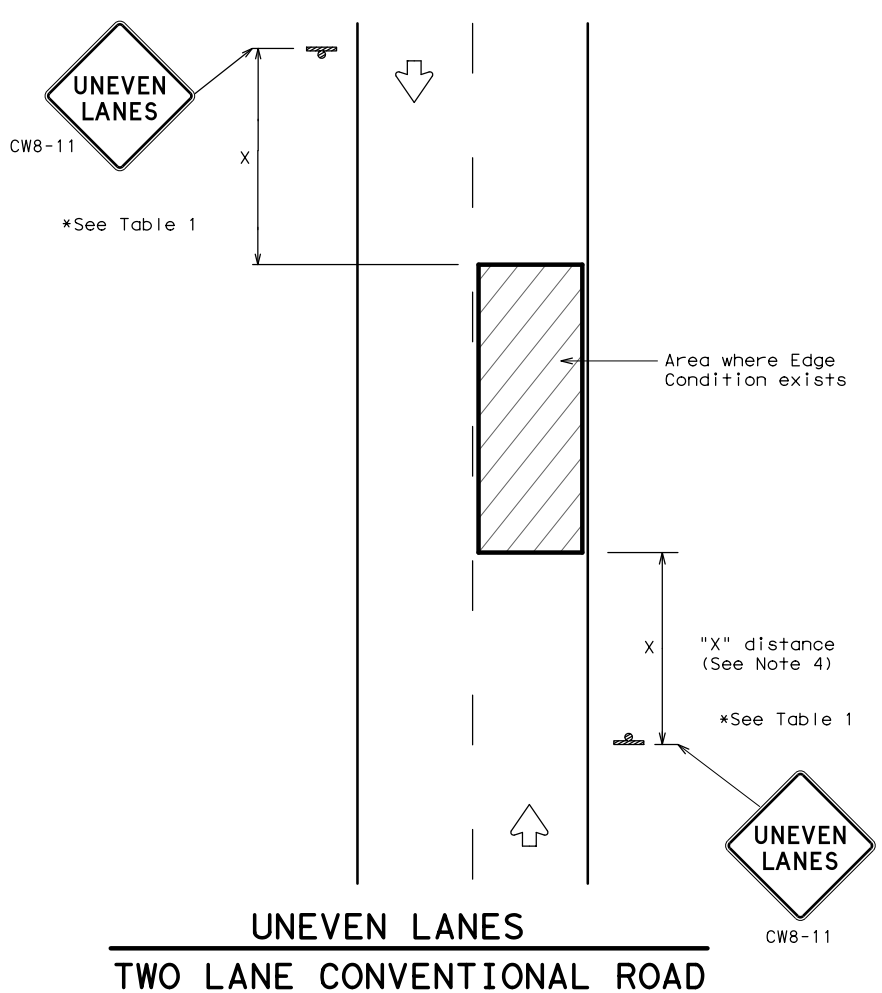 UNEVEN
LANES
CW8-11
X
*See Table 1
Area where Edge
Condition exists
X
"X" distance
(See Note 4)
*See Table 1
UNEVEN
LANES
CW8-11
UNEVEN LANES
TWO LANE CONVENTIONAL ROAD